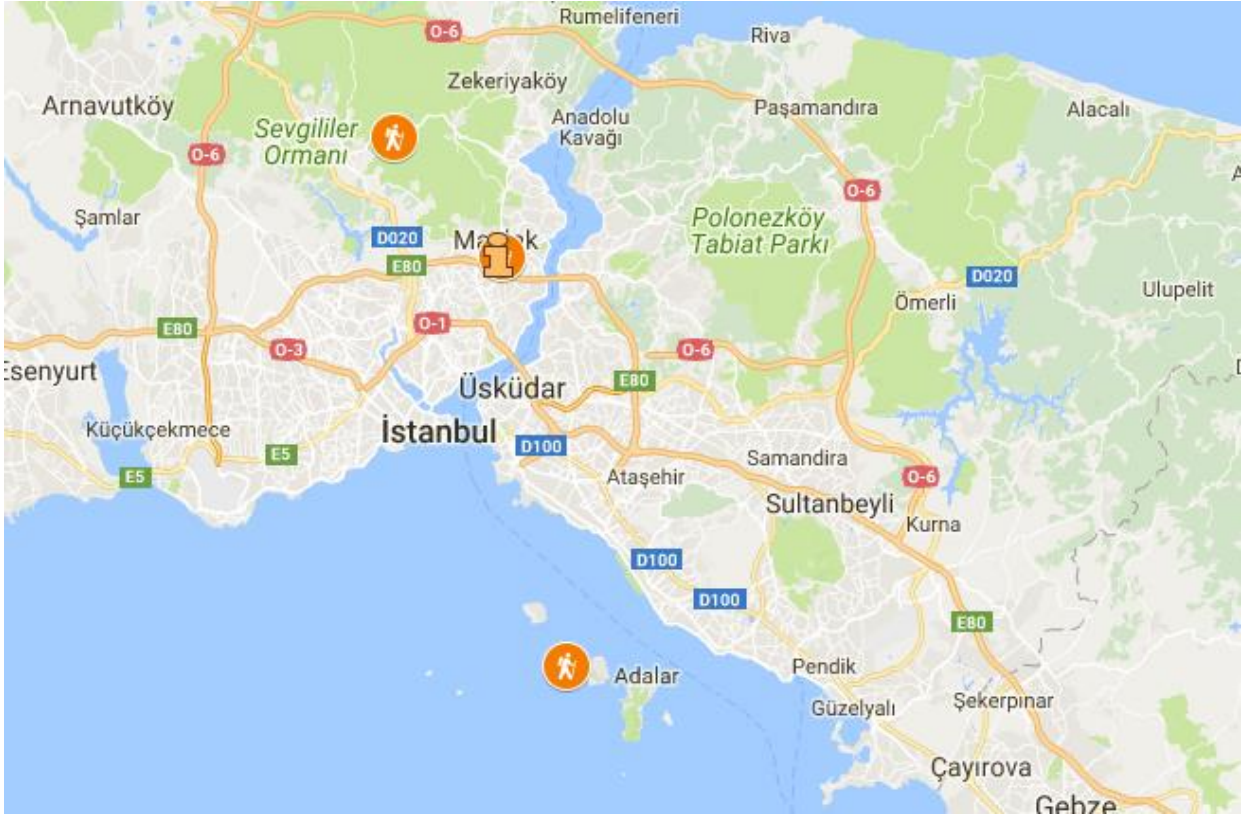 Rumelifeneri
O-6
Riva
Zekeriyaköy
Arnavutköy
Paşamandıra
Alacalı
Anadolu
Kavağı
Sevgililer
Ormanı
O-6
O-6
Şamlar
Polonezköy
Tabiat Parkı
D020
E80
D020
Ulupelit
Ömerli
E80
O-1
O-3
O-6
Esenyurt
E80
Üsküdar
Küçükçekmece
İstanbul
D100
E5
E5
Ataşehir
Samandira
O-6
Sultanbeyli
Kurna
D100
D100
E80
Adalar
Pendik
Güzelyalı
Şekerpınar
Çayırova
Gebze